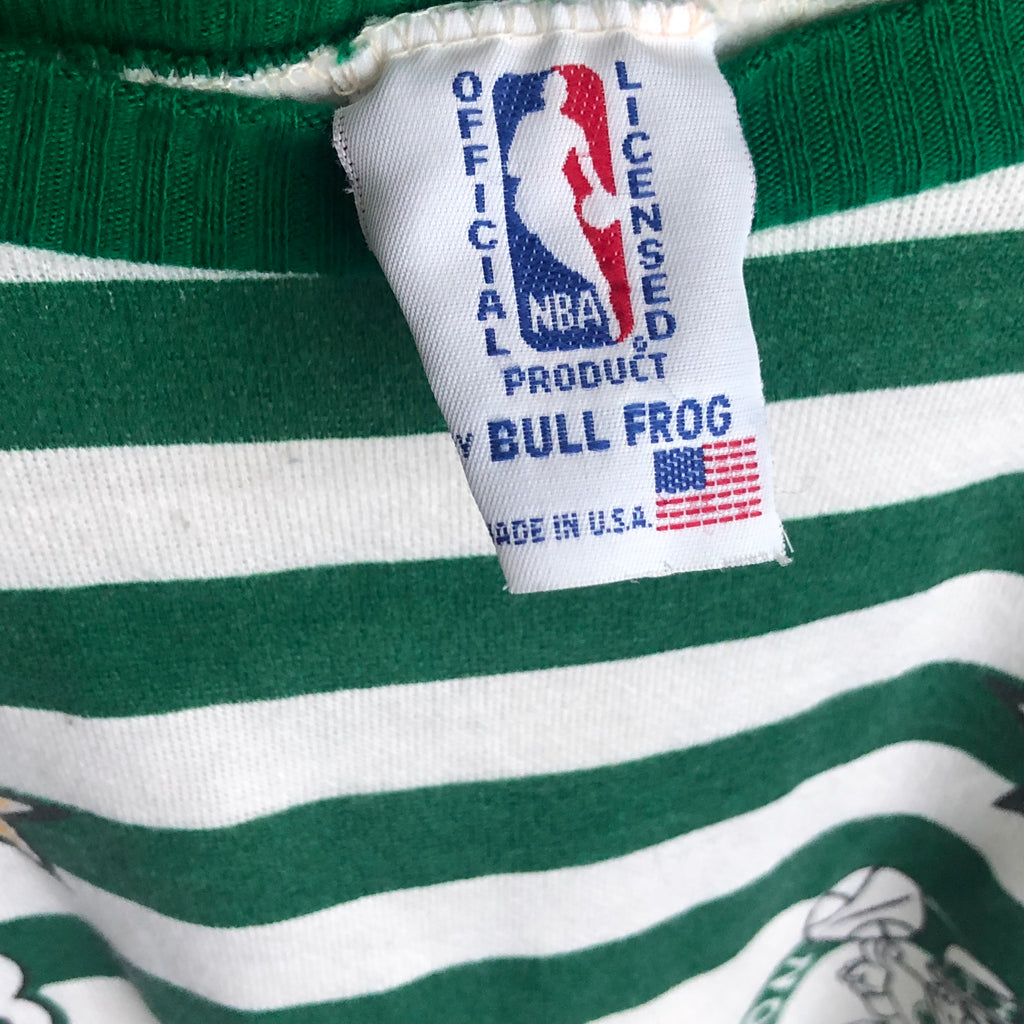 OFFICIAL
LICENSED
NBA
PRODUCT
BULL FROG
MADE IN U.S.A.